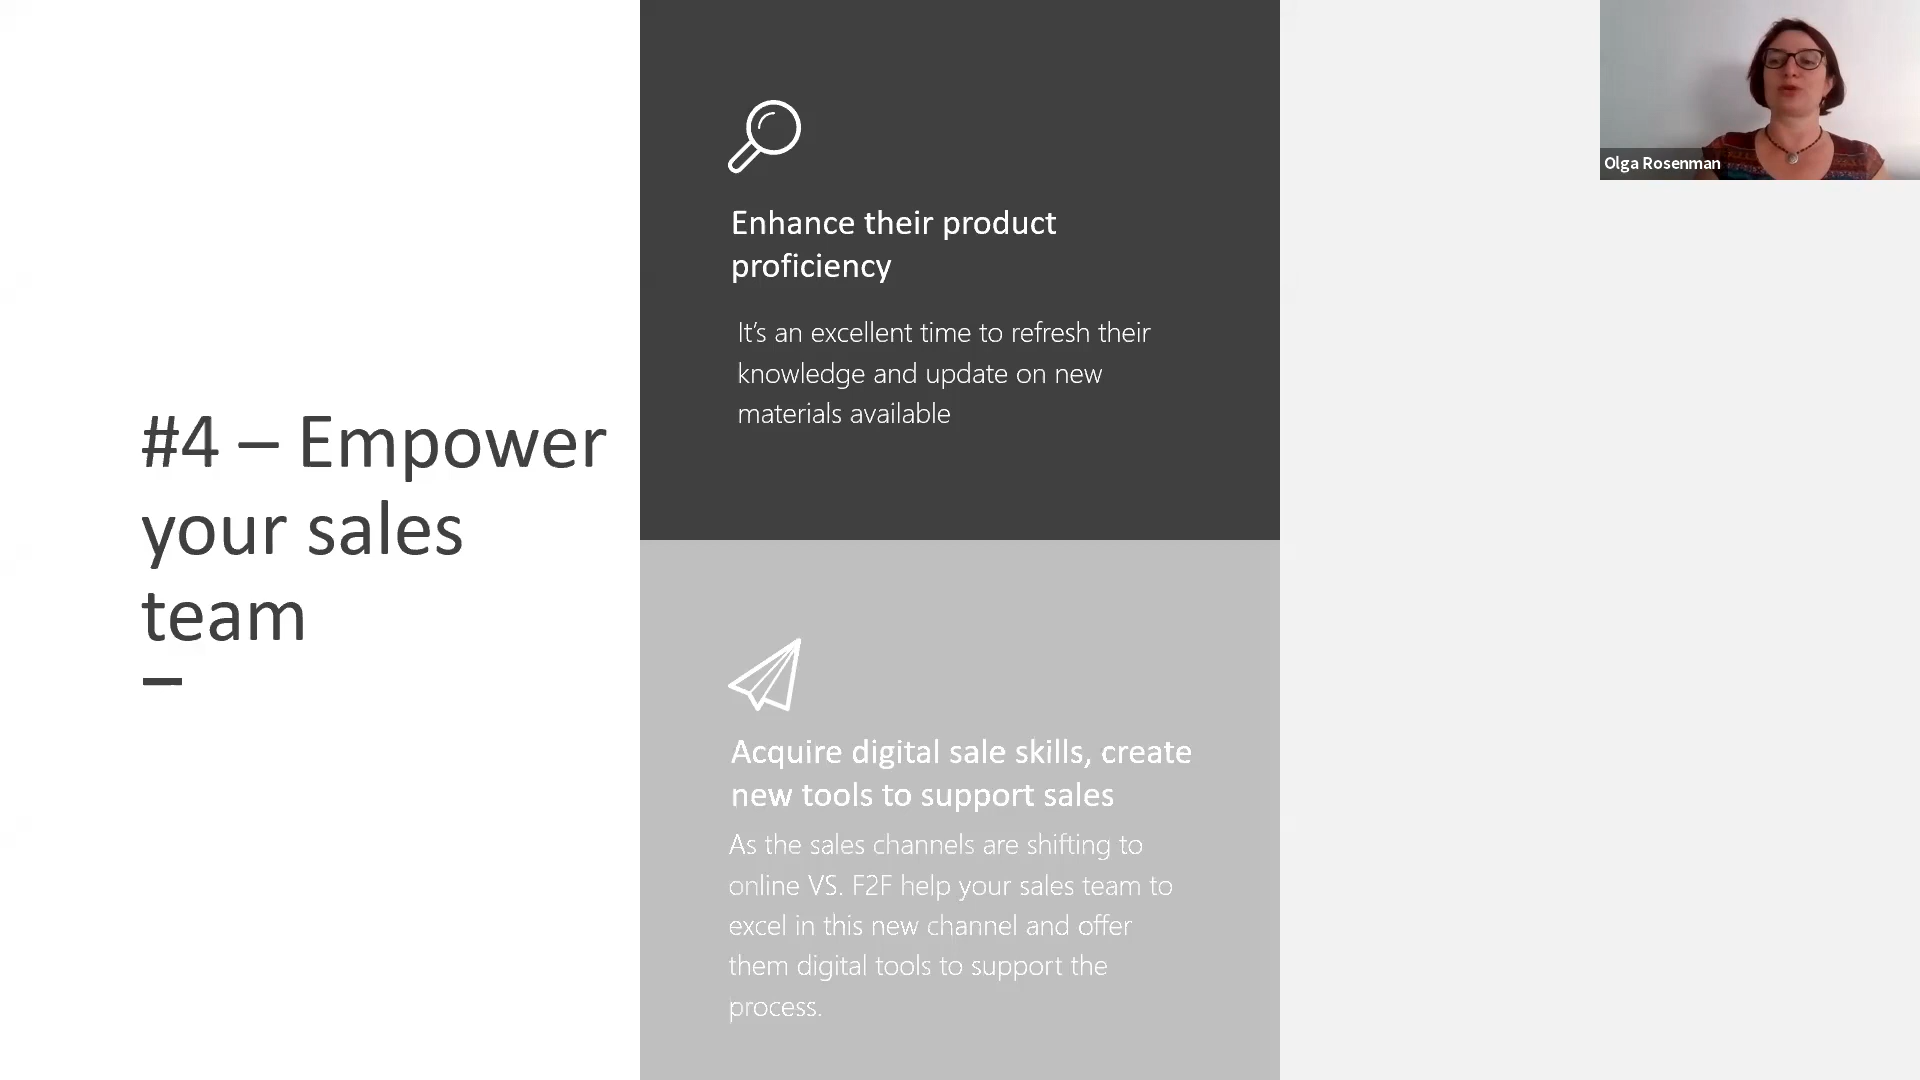 #4 – Empower
your sales
team
Enhance their product
proficiency
It’s an excellent time to refresh their
knowledge and update on new
materials available
Acquire digital sale skills, create
new tools to support sales
As the sales channels are shifting to
online VS. F2F help your sales team to
excel in this new channel and offer
them digital tools to support the
process.
Olga Rosenman